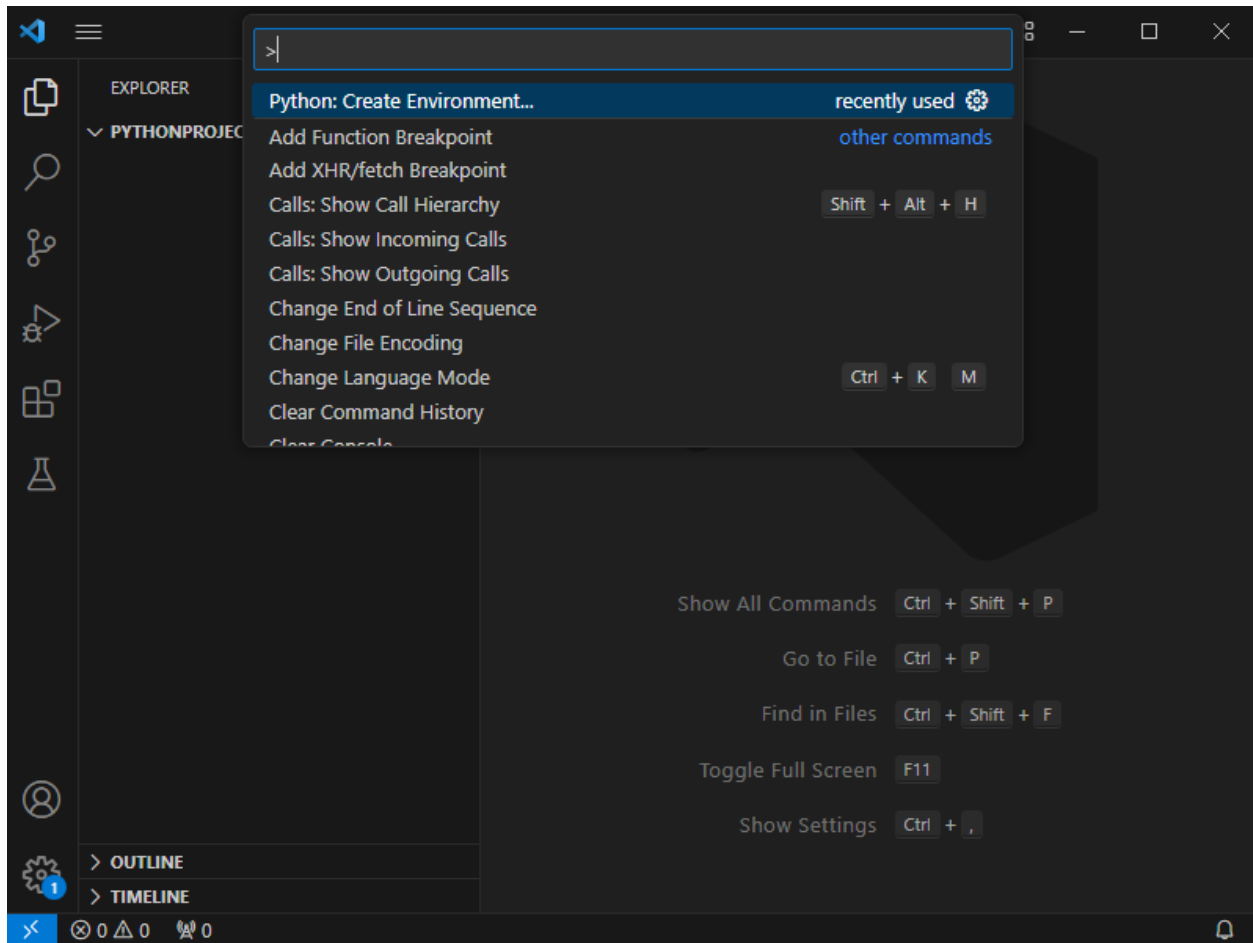 >
EXPLORER
PYTHONPROJEC
Python: Create Environment... recently used
Add Function Breakpoint other commands
Add XHR/fetch Breakpoint
Calls: Show Call Hierarchy Shift + Alt + H
Calls: Show Incoming Calls
Calls: Show Outgoing Calls
Change End of Line Sequence
Change File Encoding
Change Language Mode Ctrl + K M
Clear Command History
Clear Console
Show All Commands Ctrl + Shift + P
Go to File Ctrl + P
Find in Files Ctrl + Shift + F
Toggle Full Screen F11
Show Settings Ctrl + ,
OUTLINE
1
TIMELINE
0 0 0